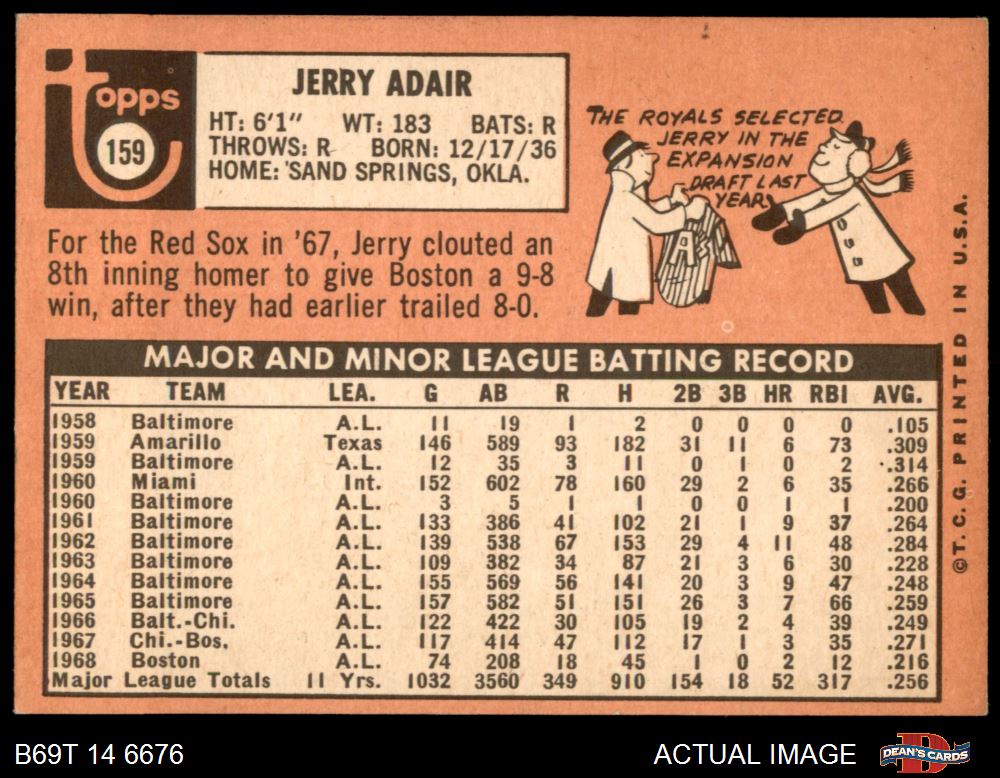 topps
159
JERRY ADAIR
HT: 6'1" WT: 183 BATS: R
THROWS: R BORN: 12/17/36
HOME: SAND SPRINGS, OKLA.
THE ROYALS SELECTED
JERRY IN THE
EXPANSION
DRAFT LAST
YEAR
A's
A
For the Red Sox in '67, Jerry clouted an
8th inning homer to give Boston a 9-8
win, after they had earlier trailed 8-0.
MAJOR AND MINOR LEAGUE BATTING RECORD
YEAR TEAM LEA. G AB R H 2B 3B HR RBI AVG.
1958 Baltimore A.L. 11 19 1 2 0 0 0 0 .105
1959 Amarillo Texas 146 589 93 182 31 11 6 73 .309
1959 Baltimore A.L. 12 35 3 11 0 1 0 2 .314
1960 Miami Int. 152 602 78 160 29 2 6 35 .266
1960 Baltimore A.L. 3 5 1 1 0 0 1 1 .200
1961 Baltimore A.L. 133 386 41 102 21 1 9 37 .264
1962 Baltimore A.L. 139 538 67 153 29 4 11 48 .284
1963 Baltimore A.L. 109 382 34 87 21 3 6 30 .228
1964 Baltimore A.L. 155 569 56 141 20 3 9 47 .248
1965 Baltimore A.L. 157 582 51 151 26 3 7 66 .259
1966 Balt.-Chi. A.L. 122 422 30 105 19 2 4 39 .249
1967 Chi.-Bos. A.L. 117 414 47 112 17 1 3 35 .271
1968 Boston A.L. 74 208 18 45 1 0 2 12 .216
Major League Totals 11 Yrs. 1032 3560 349 910 154 18 52 317 .256
©T. C. G. PRINTED IN U.S.A.
B69T 14 6676
ACTUAL IMAGE
DEAN'S CARDS